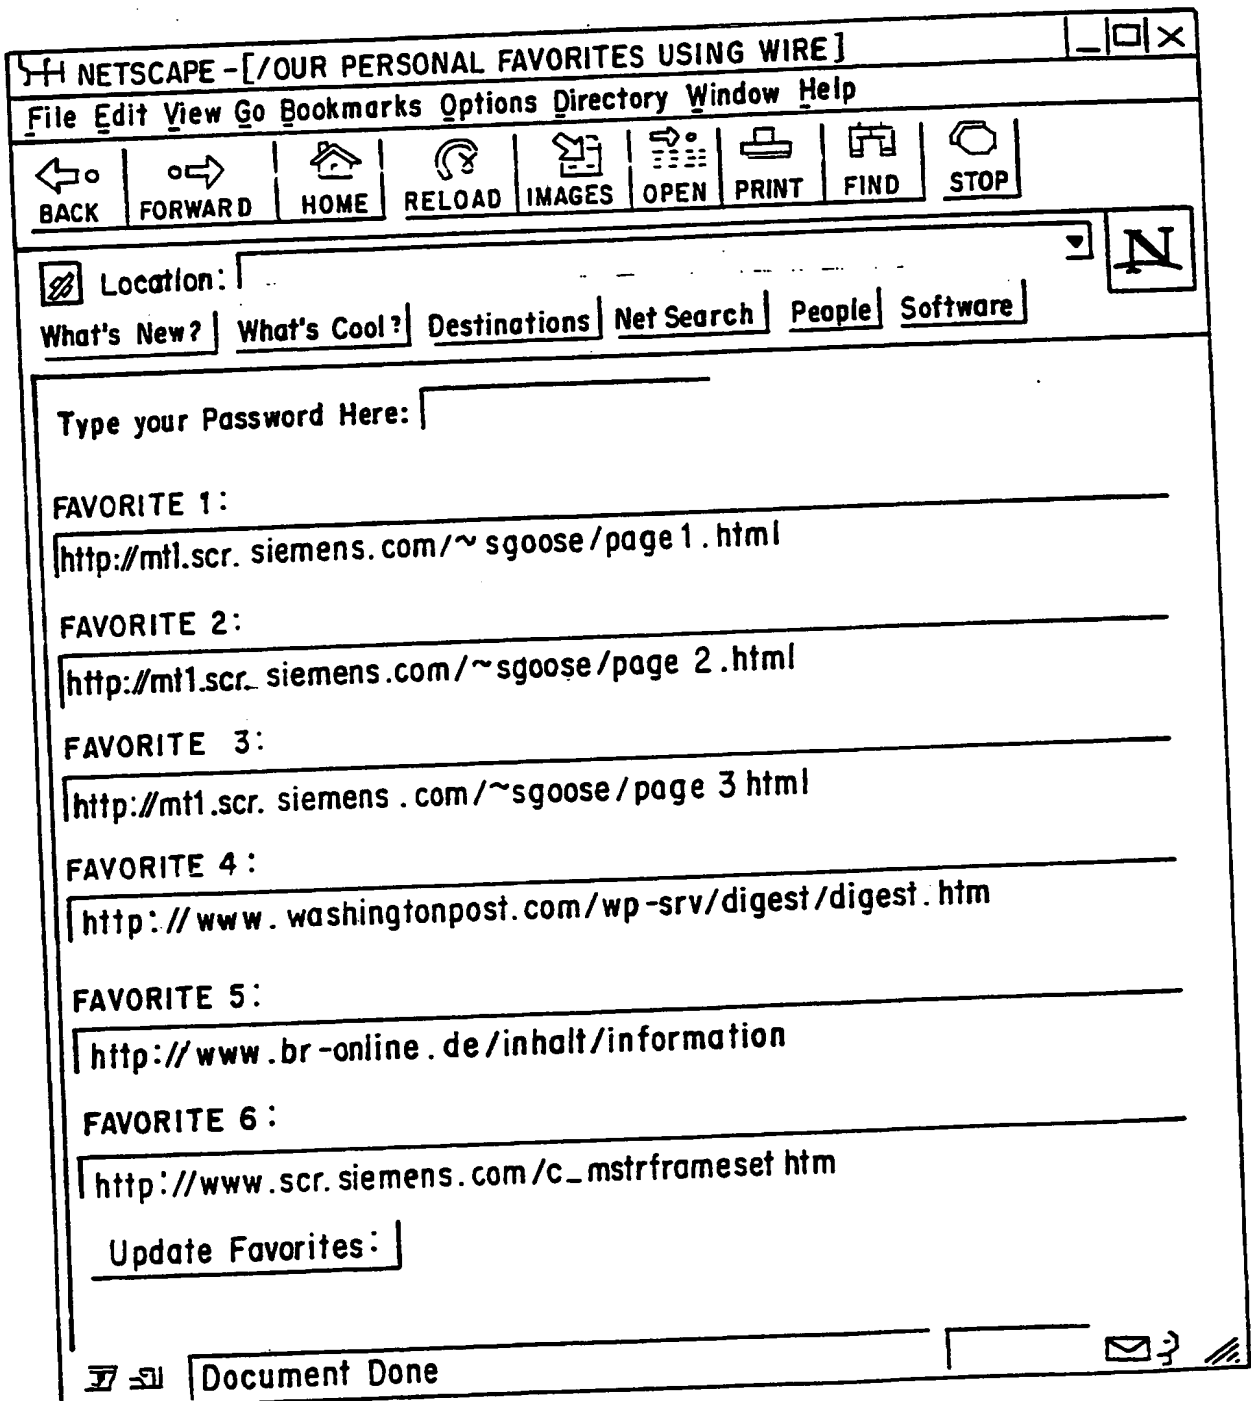 NETSCAPE -[/OUR PERSONAL FAVORITES USING WIRE]
File Edit View Go Bookmarks Options Directory Window Help
BACK FORWARD HOME RELOAD IMAGES OPEN PRINT FIND STOP
Location: N
What's New? What's Cool? Destinations Net Search People Software
Type your Password Here:
FAVORITE 1:
http://mt1.scr. siemens.com/~ sgoose/page1.html
FAVORITE 2:
http://mt1.scr_ siemens.com/~sgoose/page 2.html
FAVORITE 3:
http://mt1.scr. siemens.com/~sgoose/page 3 html
FAVORITE 4:
http://www.washingtonpost.com/wp-srv/digest/digest.htm
FAVORITE 5:
http://www.br-online.de/inhalt/information
FAVORITE 6:
http://www.scr.siemens.com/c_mstrframeset htm
Update Favorites:
Document Done